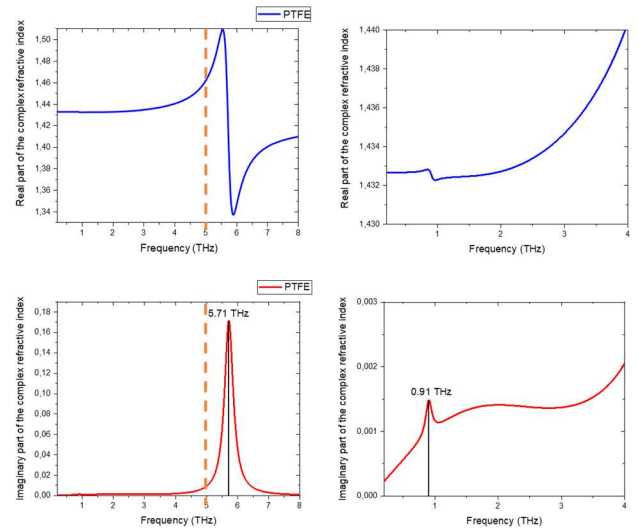 PTFE
1,50
1,48
1,46
1,44
1,42
1,40
1,38
1,36
1,34
1 2 3 4 5 6 7 8
Frequency (THz)
Real part of the complex refractive index
1,440
1,438
1,436
1,434
1,432
1,430
1 2 3 4
Frequency (THz)
Real part of the complex refractive index
PTFE
5.71 THz
0,18
0,16
0,14
0,12
0,10
0,08
0,06
0,04
0,02
0,00
1 2 3 4 5 6 7 8
Frequency (THz)
Imaginary part of the complex refractive index
0,003
0,002
0,001
0,000
0.91 THz
1 2 3 4
Frequency (THz)
Imaginary part of the complex refractive index